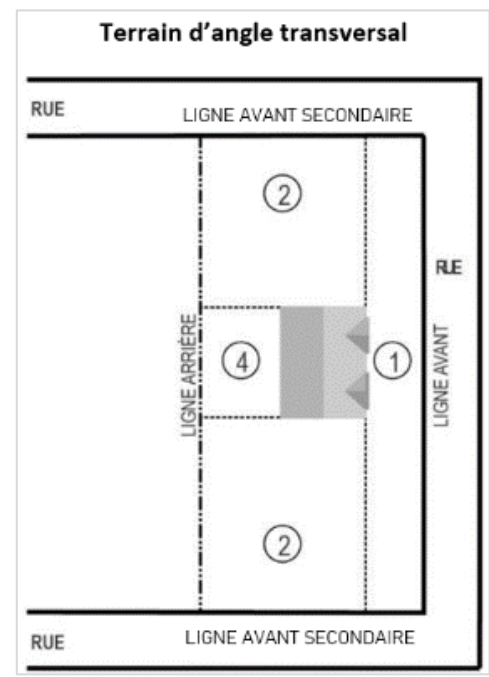 Terrain d'angle transversal
RUE
LIGNE AVANT SECONDAIRE
2
RUE
LIGNE ARRIÈRE
4
1
LIGNE AVANT
2
RUE
LIGNE AVANT SECONDAIRE